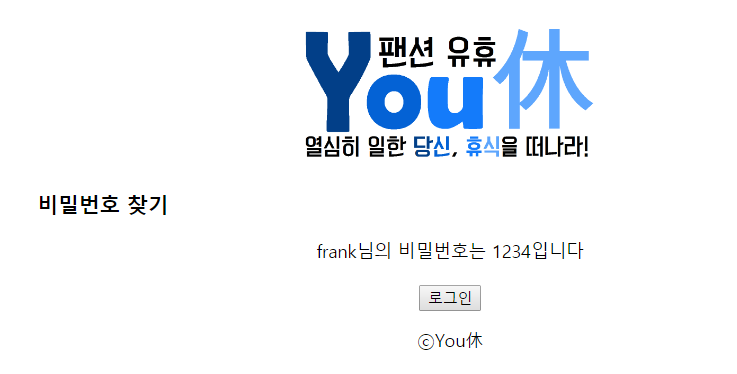 팬션 유휴
You休
열심히 일한 당신, 휴식을 떠나라!
비밀번호 찾기
frank님의 비밀번호는 1234입니다
로그인
ⓒYou休